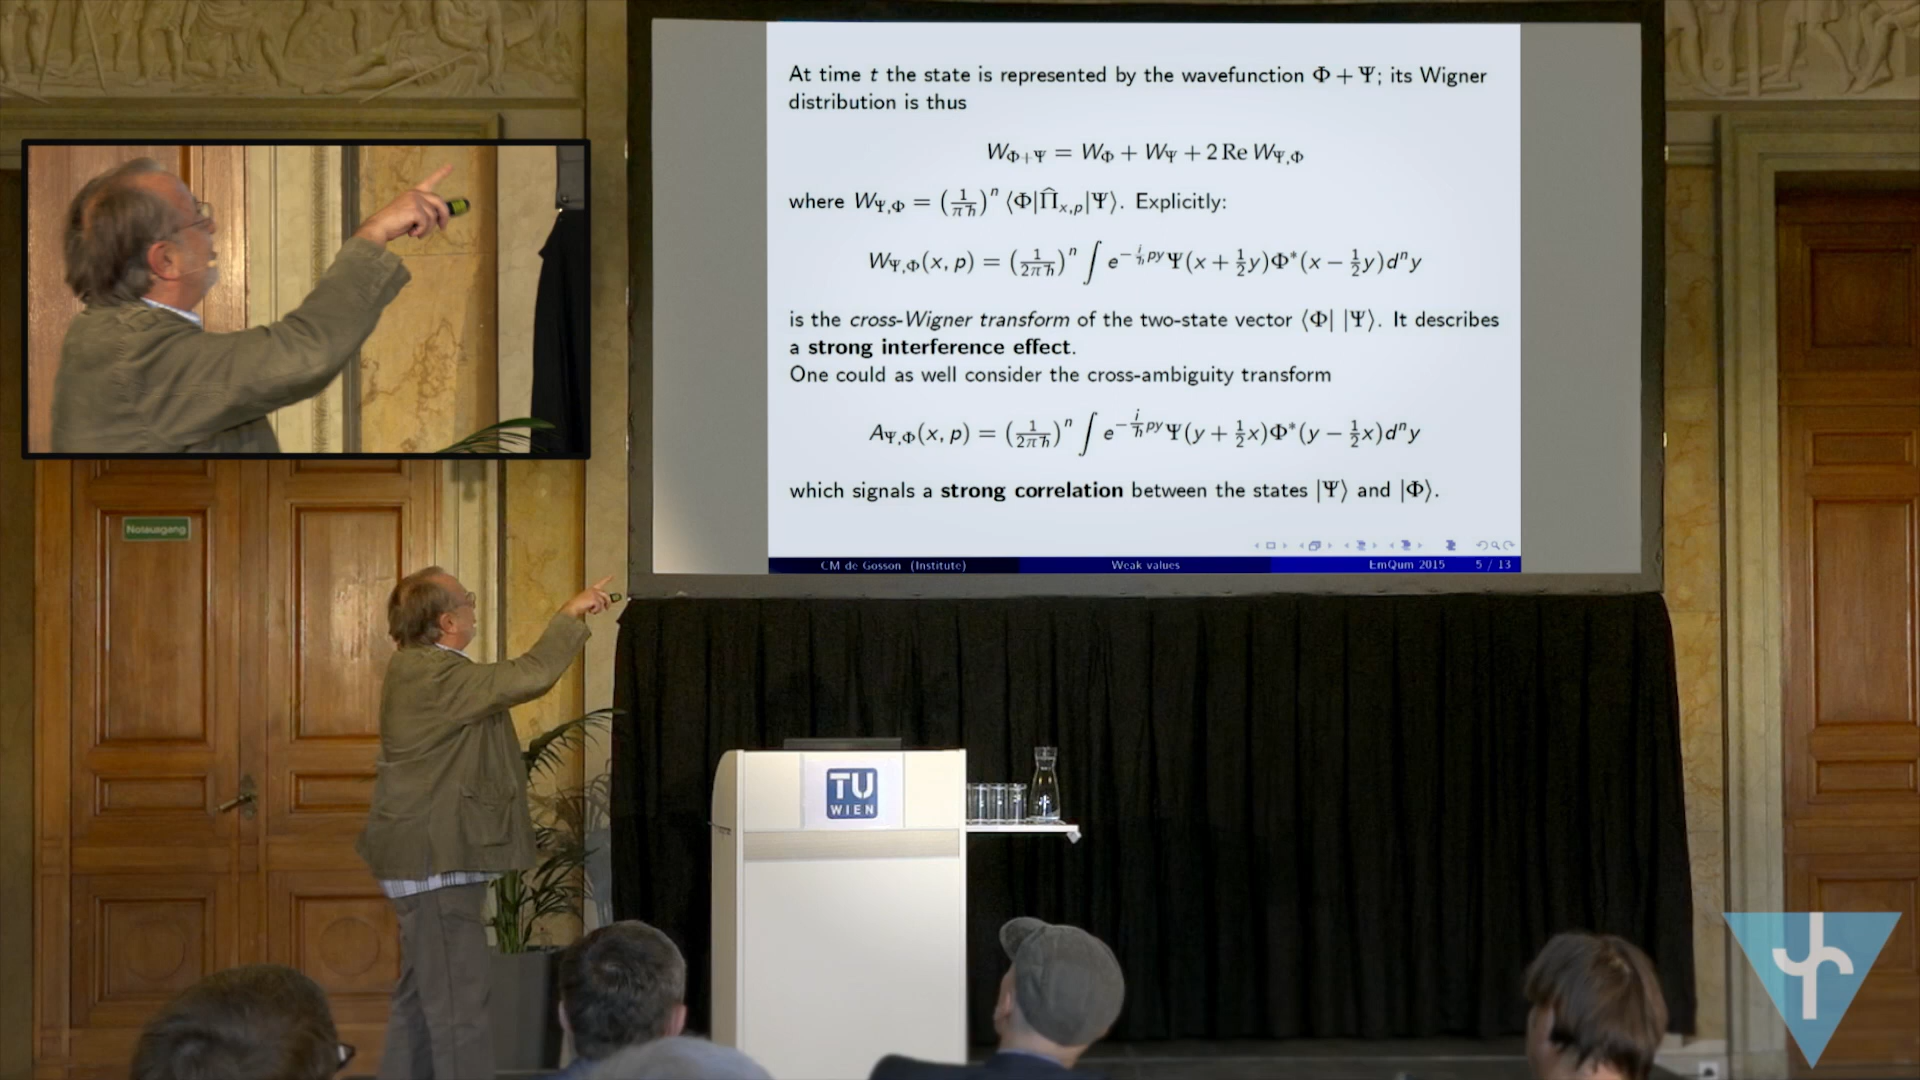 At time t the state is represented by the wavefunction Φ + Ψ; its Wigner
distribution is thus
W_{Φ+Ψ} = W_Φ + W_Ψ + 2 Re W_{Ψ,Φ}
where W_{Ψ,Φ} = (1/πħ)^n ⟨Φ|Π̂_{x,p}|Ψ⟩. Explicitly:
W_{Ψ,Φ}(x, p) = (1/2πħ)^n ∫ e^{-(i/ħ)py} Ψ(x + ½y)Φ*(x − ½y)d^n y
is the cross-Wigner transform of the two-state vector ⟨Φ| |Ψ⟩. It describes
a strong interference effect.
One could as well consider the cross-ambiguity transform
A_{Ψ,Φ}(x, p) = (1/2πħ)^n ∫ e^{-(i/ħ)py} Ψ(y + ½x)Φ*(y − ½x)d^n y
which signals a strong correlation between the states |Ψ⟩ and |Φ⟩.
CM de Gosson (Institute) Weak values EmQum 2015 5 / 13
Notausgang
TU
WIEN